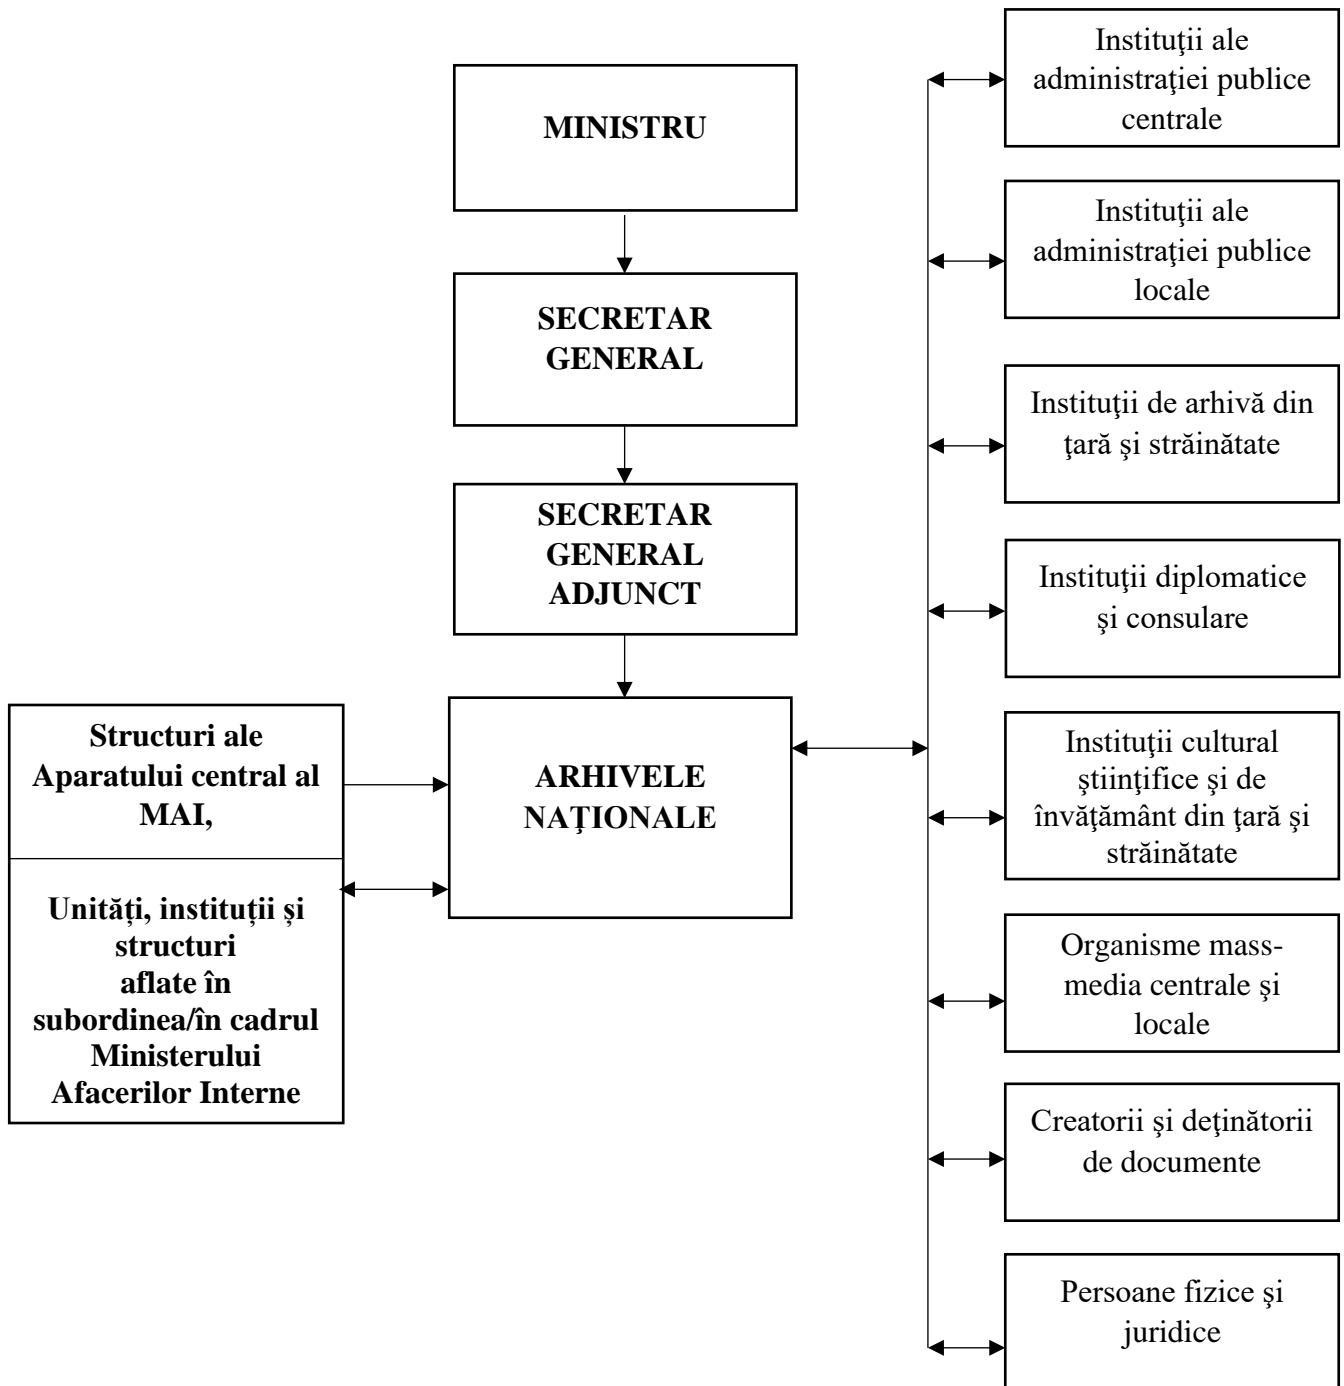 MINISTRU
SECRETAR
GENERAL
SECRETAR
GENERAL
ADJUNCT
Structuri ale
Aparatului central al
MAI,
Unități, instituții și
structuri
aflate în
subordinea/în cadrul
Ministerului
Afacerilor Interne
ARHIVELE
NAŢIONALE
Instituţii ale
administraţiei publice
centrale
Instituţii ale
administraţiei publice
locale
Instituţii de arhivă din
ţară şi străinătate
Instituţii diplomatice
şi consulare
Instituţii cultural
ştiinţifice şi de
învăţământ din ţară şi
străinătate
Organisme mass-
media centrale şi
locale
Creatorii şi deţinătorii
de documente
Persoane fizice şi
juridice